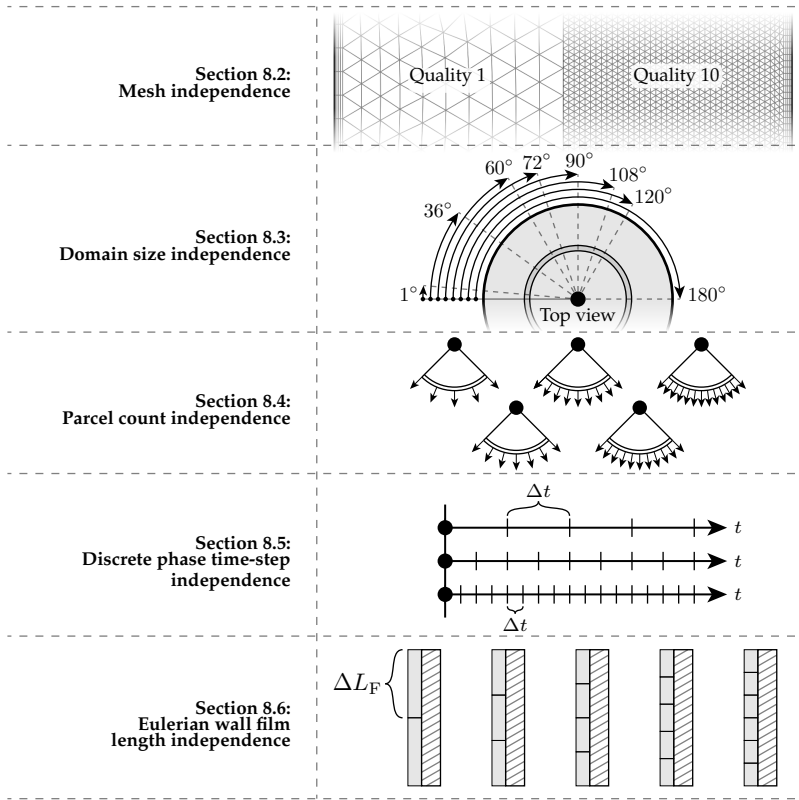 Section 8.2:
Mesh independence
Quality 1
Quality 10
Section 8.3:
Domain size independence
1°
36°
60°
72°
90°
108°
120°
180°
Top view
Section 8.4:
Parcel count independence
Section 8.5:
Discrete phase time-step
independence
Δt
t
t
t
Δt
Section 8.6:
Eulerian wall film
length independence
ΔL_F